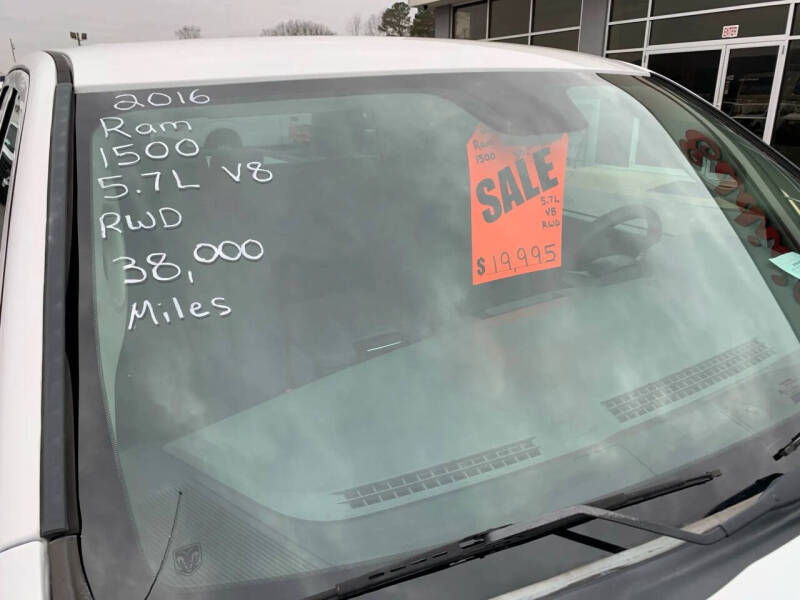 ENTER
2016
Ram
1500
5.7L V8
RWD
38,000
Miles
Ram
1500
SALE
5.7L
V8
RWD
$19,995